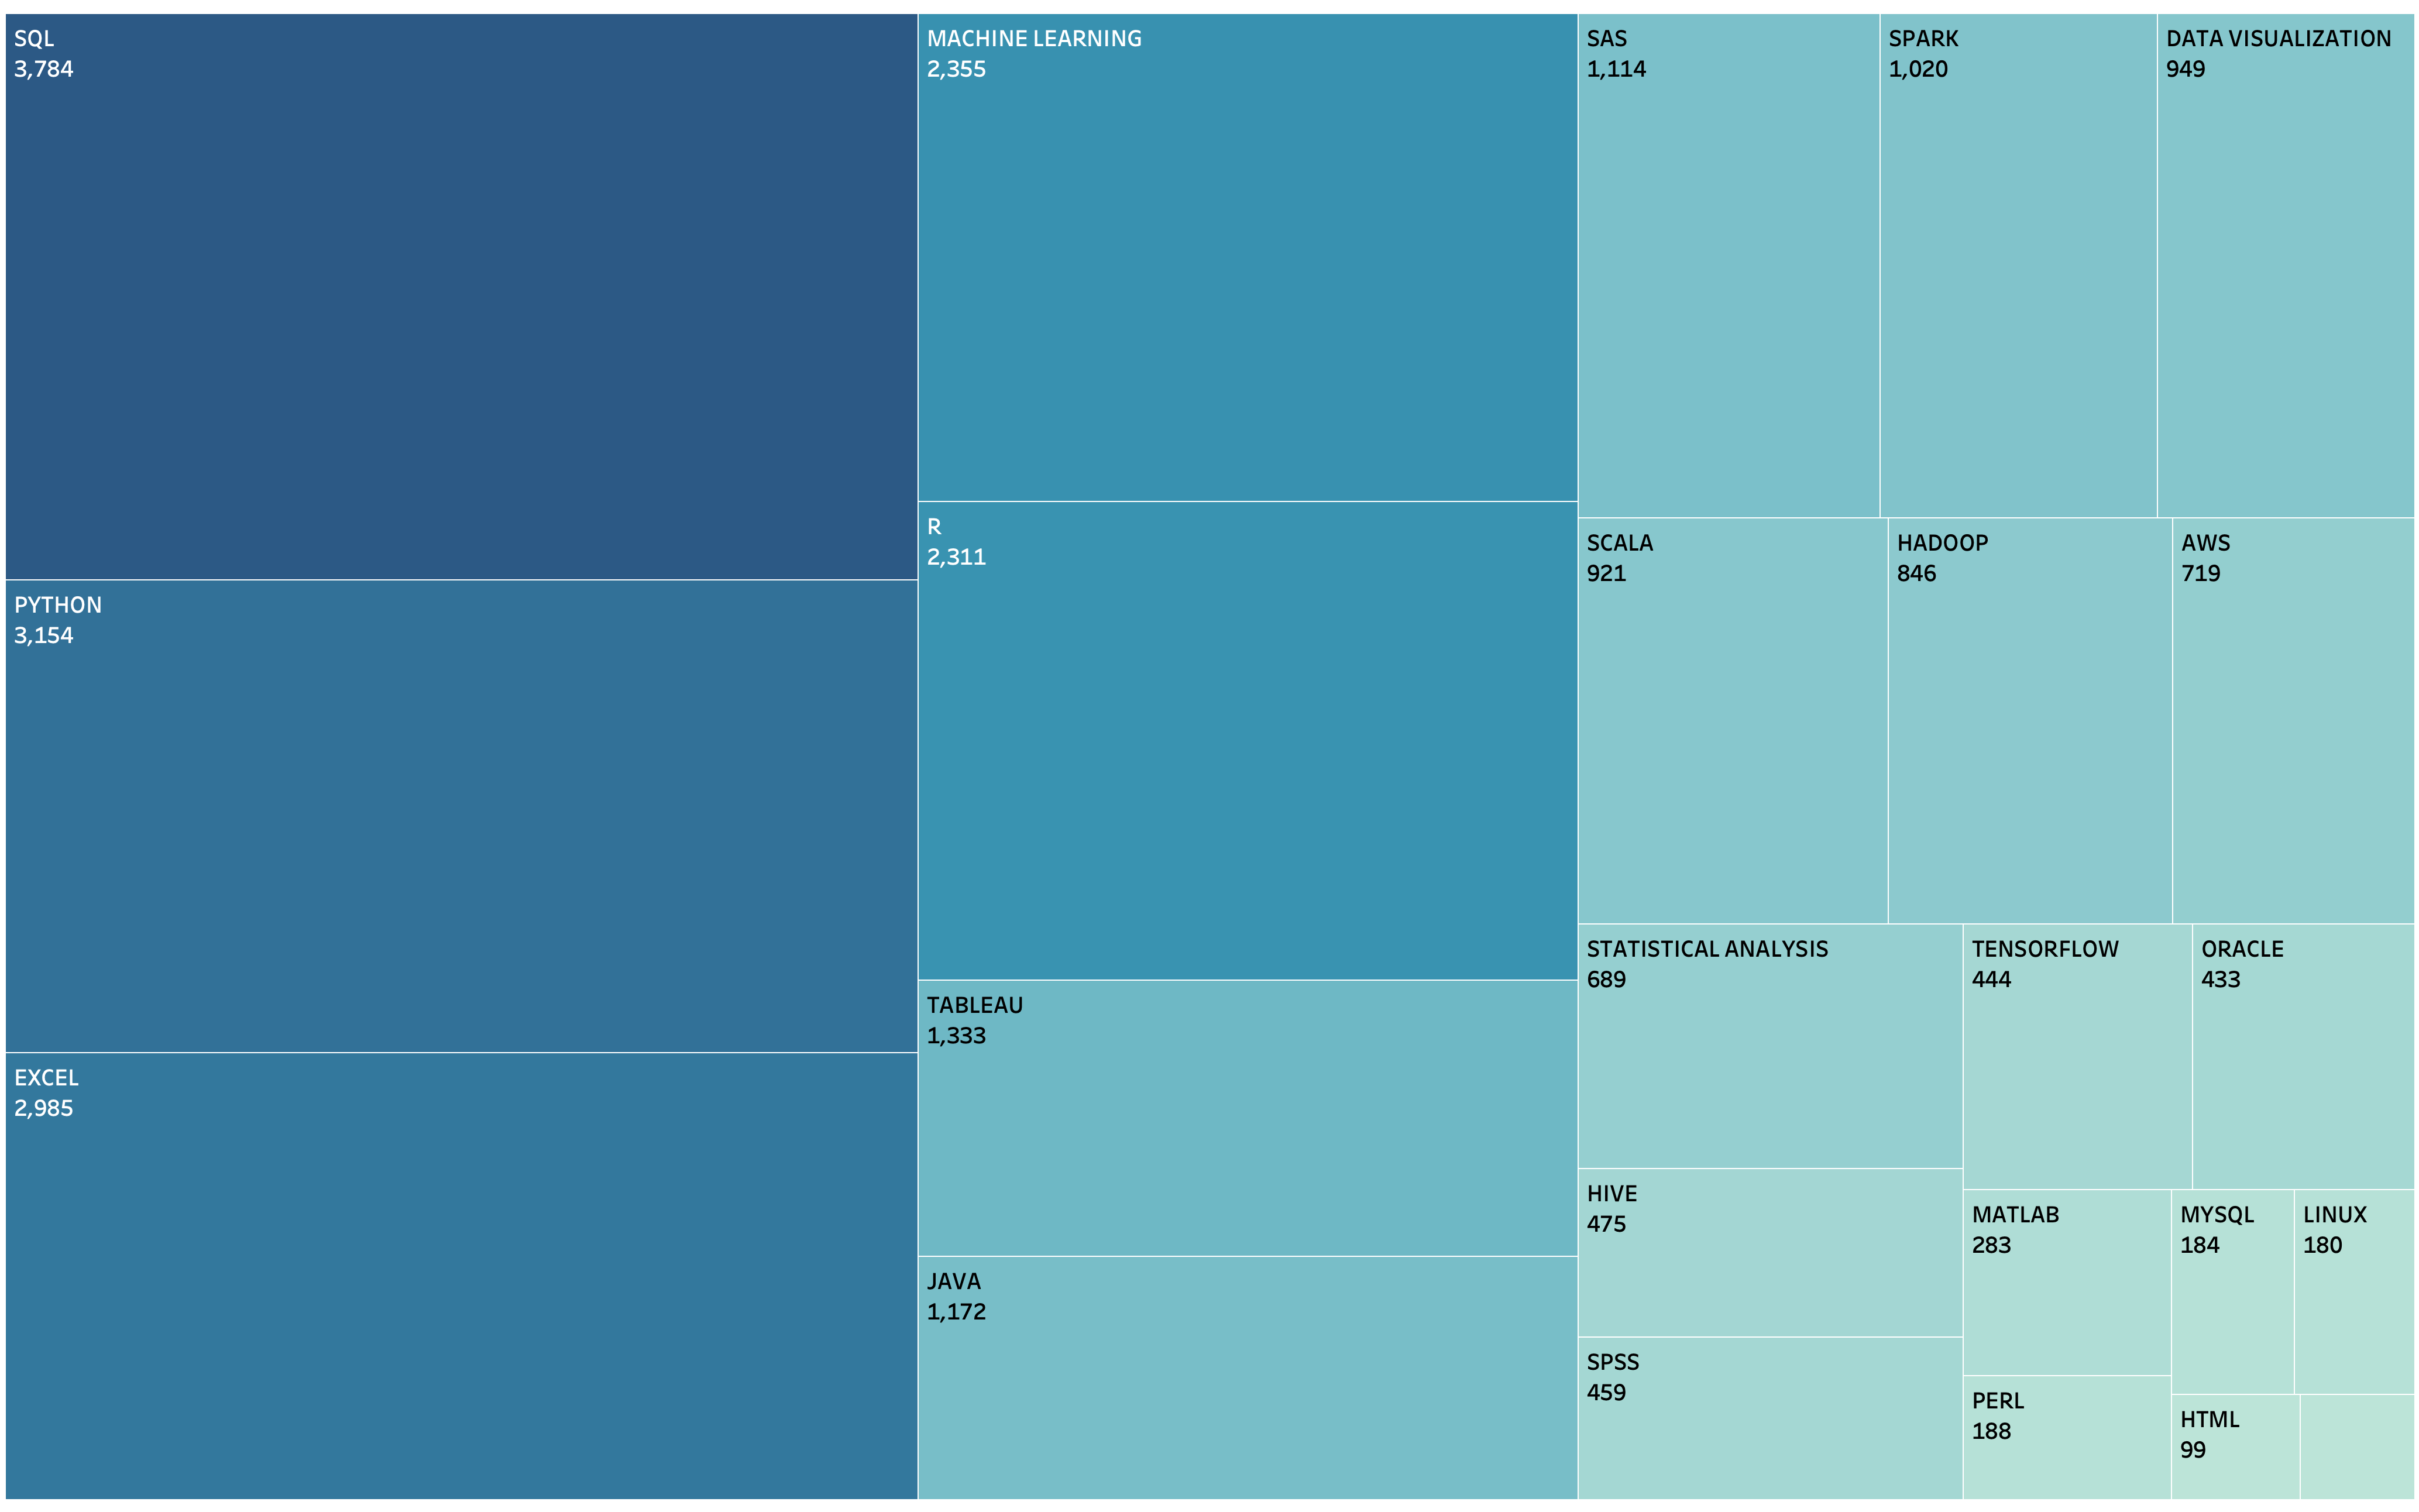 SQL
3,784
PYTHON
3,154
EXCEL
2,985
MACHINE LEARNING
2,355
R
2,311
TABLEAU
1,333
JAVA
1,172
SAS
1,114
SPARK
1,020
DATA VISUALIZATION
949
SCALA
921
HADOOP
846
AWS
719
STATISTICAL ANALYSIS
689
HIVE
475
SPSS
459
TENSORFLOW
444
ORACLE
433
MATLAB
283
PERL
188
MYSQL
184
LINUX
180
HTML
99